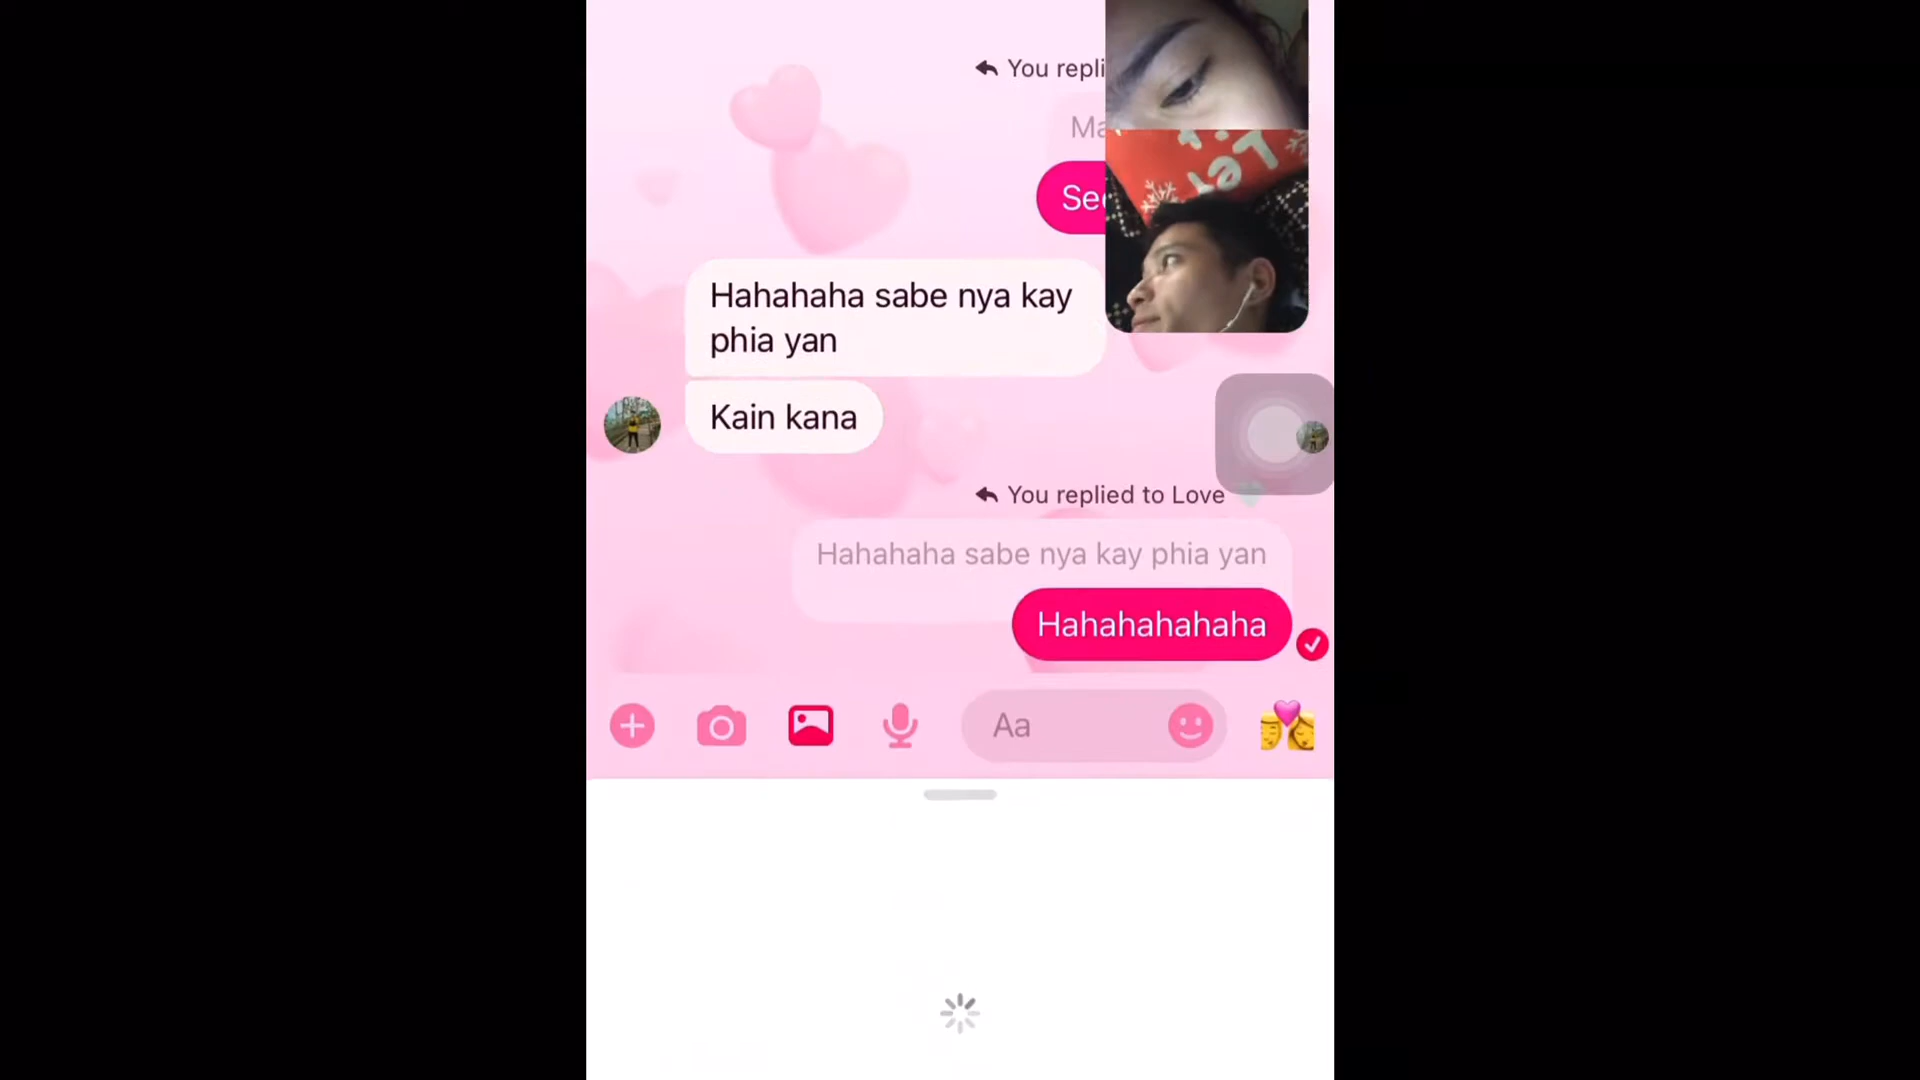 You repli
Ma
Se
Let
Hahahaha sabe nya kay
phia yan
Kain kana
You replied to Love
Hahahaha sabe nya kay phia yan
Hahahahahaha
Aa